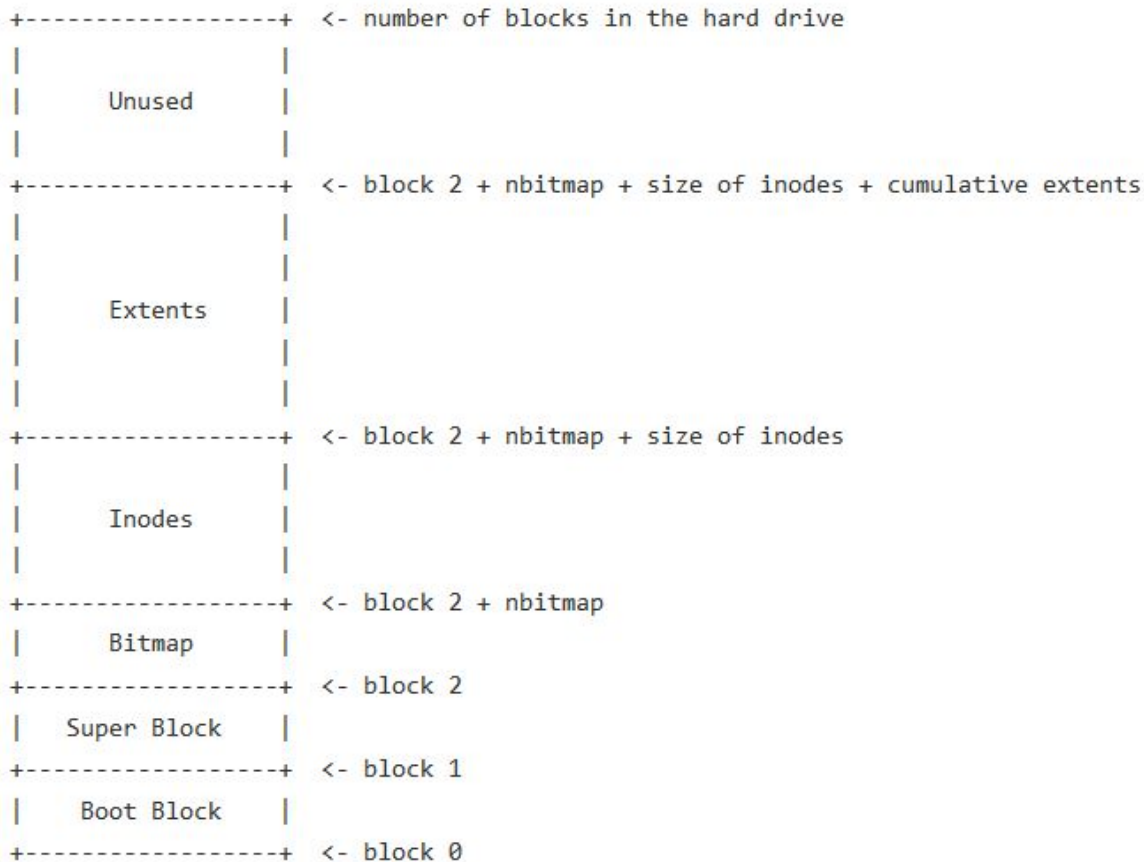 +------------------+  <- number of blocks in the hard drive
|                  |
|      Unused      |
|                  |
+------------------+  <- block 2 + nbitmap + size of inodes + cumulative extents
|                  |
|                  |
|      Extents     |
|                  |
|                  |
+------------------+  <- block 2 + nbitmap + size of inodes
|                  |
|      Inodes      |
|                  |
+------------------+  <- block 2 + nbitmap
|      Bitmap      |
+------------------+  <- block 2
|   Super Block    |
+------------------+  <- block 1
|    Boot Block    |
+------------------+  <- block 0